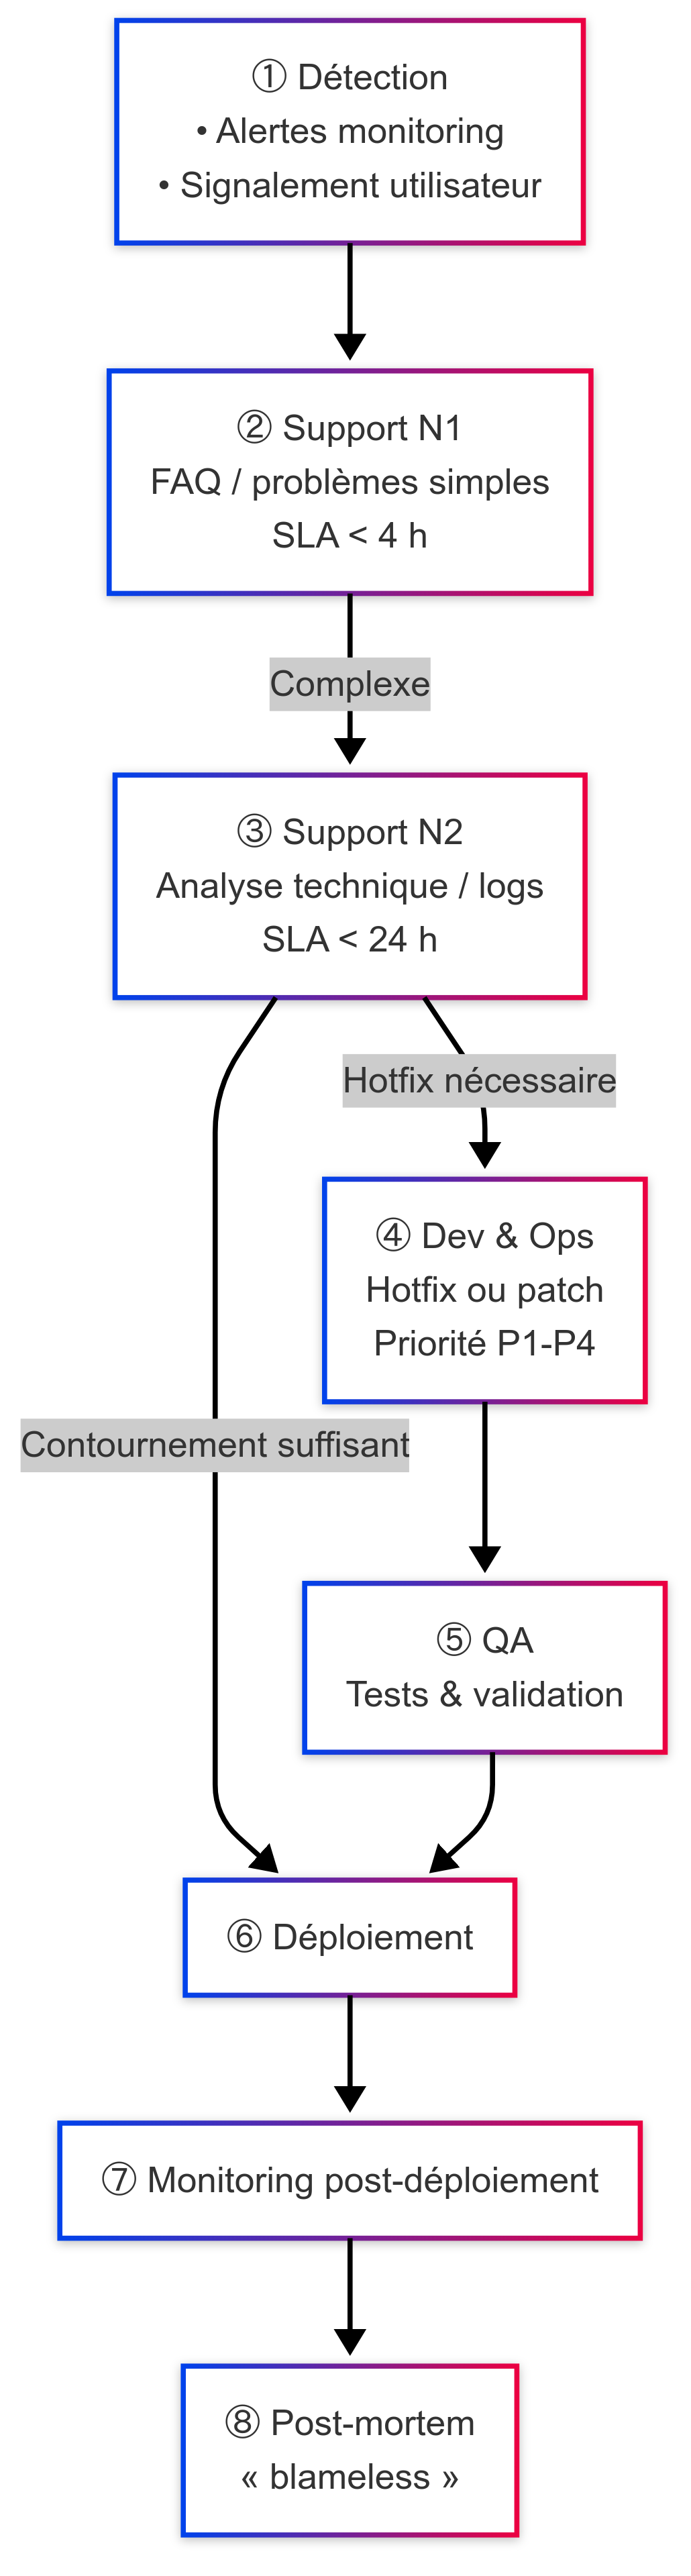 ① Détection
• Alertes monitoring
• Signalement utilisateur
② Support N1
FAQ / problèmes simples
SLA < 4 h
Complexe
③ Support N2
Analyse technique / logs
SLA < 24 h
Hotfix nécessaire
④ Dev & Ops
Hotfix ou patch
Priorité P1-P4
Contournement suffisant
⑤ QA
Tests & validation
⑥ Déploiement
⑦ Monitoring post-déploiement
⑧ Post-mortem
« blameless »